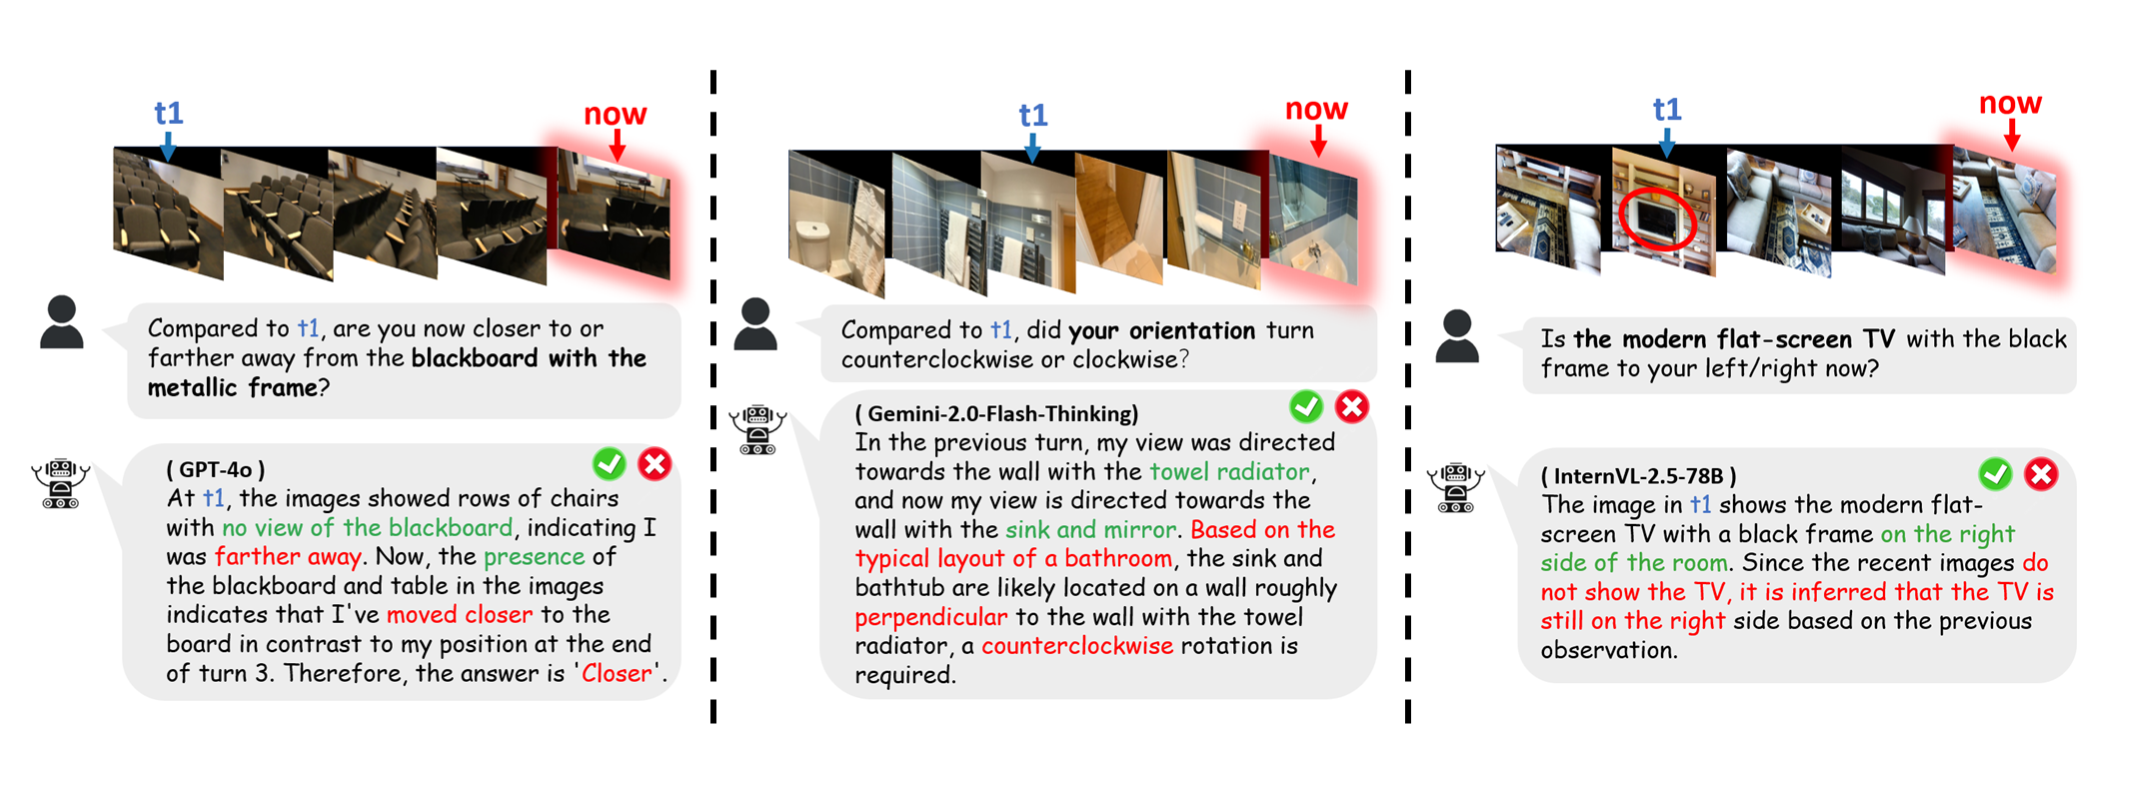 t1
now
Compared to t1, are you now closer to or
farther away from the blackboard with the
metallic frame?
( GPT-4o )
At t1, the images showed rows of chairs
with no view of the blackboard, indicating I
was farther away. Now, the presence of
the blackboard and table in the images
indicates that I've moved closer to the
board in contrast to my position at the end
of turn 3. Therefore, the answer is 'Closer'.
t1
now
Compared to t1, did your orientation turn
counterclockwise or clockwise?
( Gemini-2.0-Flash-Thinking)
In the previous turn, my view was directed
towards the wall with the towel radiator,
and now my view is directed towards the
wall with the sink and mirror. Based on the
typical layout of a bathroom, the sink and
bathtub are likely located on a wall roughly
perpendicular to the wall with the towel
radiator, a counterclockwise rotation is
required.
t1
now
Is the modern flat-screen TV with the black
frame to your left/right now?
( InternVL-2.5-78B )
The image in t1 shows the modern flat-
screen TV with a black frame on the right
side of the room. Since the recent images do
not show the TV, it is inferred that the TV is
still on the right side based on the previous
observation.